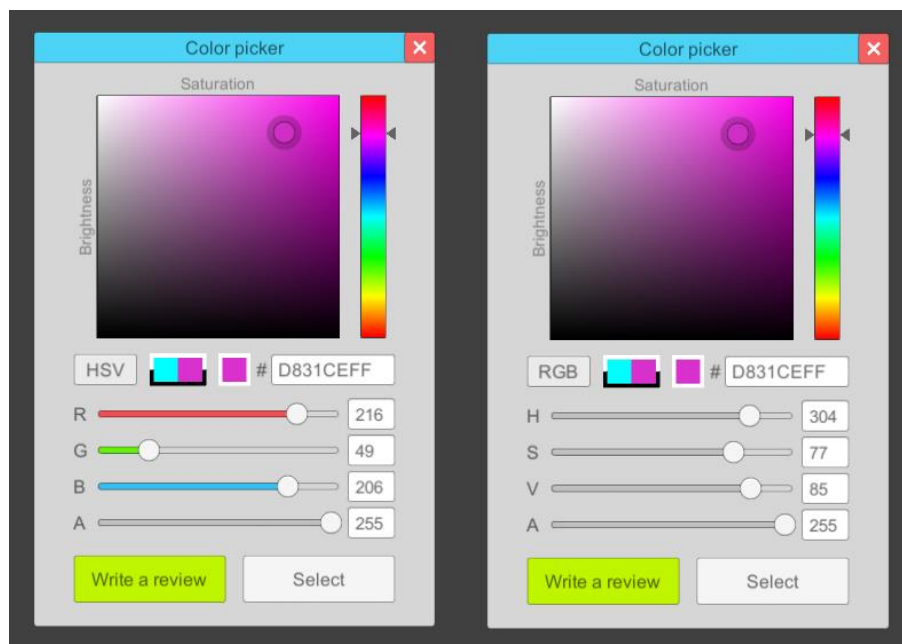 Color picker
Saturation
Brightness
HSV
# D831CEFF
R 216
G 49
B 206
A 255
Write a review
Select
Color picker
Saturation
Brightness
RGB
# D831CEFF
H 304
S 77
V 85
A 255
Write a review
Select